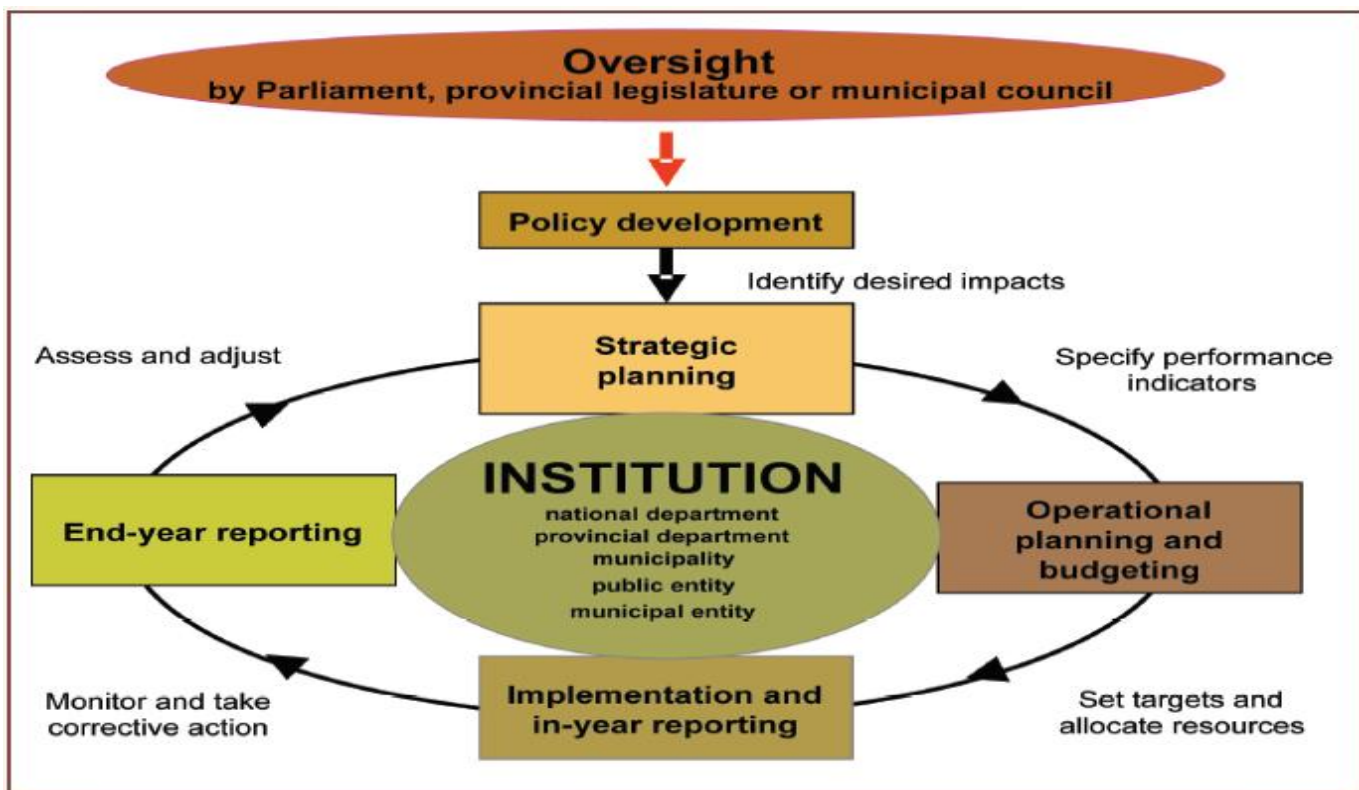 Oversight
by Parliament, provincial legislature or municipal council
Policy development
Identify desired impacts
Strategic
planning
Assess and adjust
Specify performance
indicators
INSTITUTION
national department
provincial department
municipality
public entity
municipal entity
End-year reporting
Operational
planning and
budgeting
Implementation and
in-year reporting
Monitor and take
corrective action
Set targets and
allocate resources